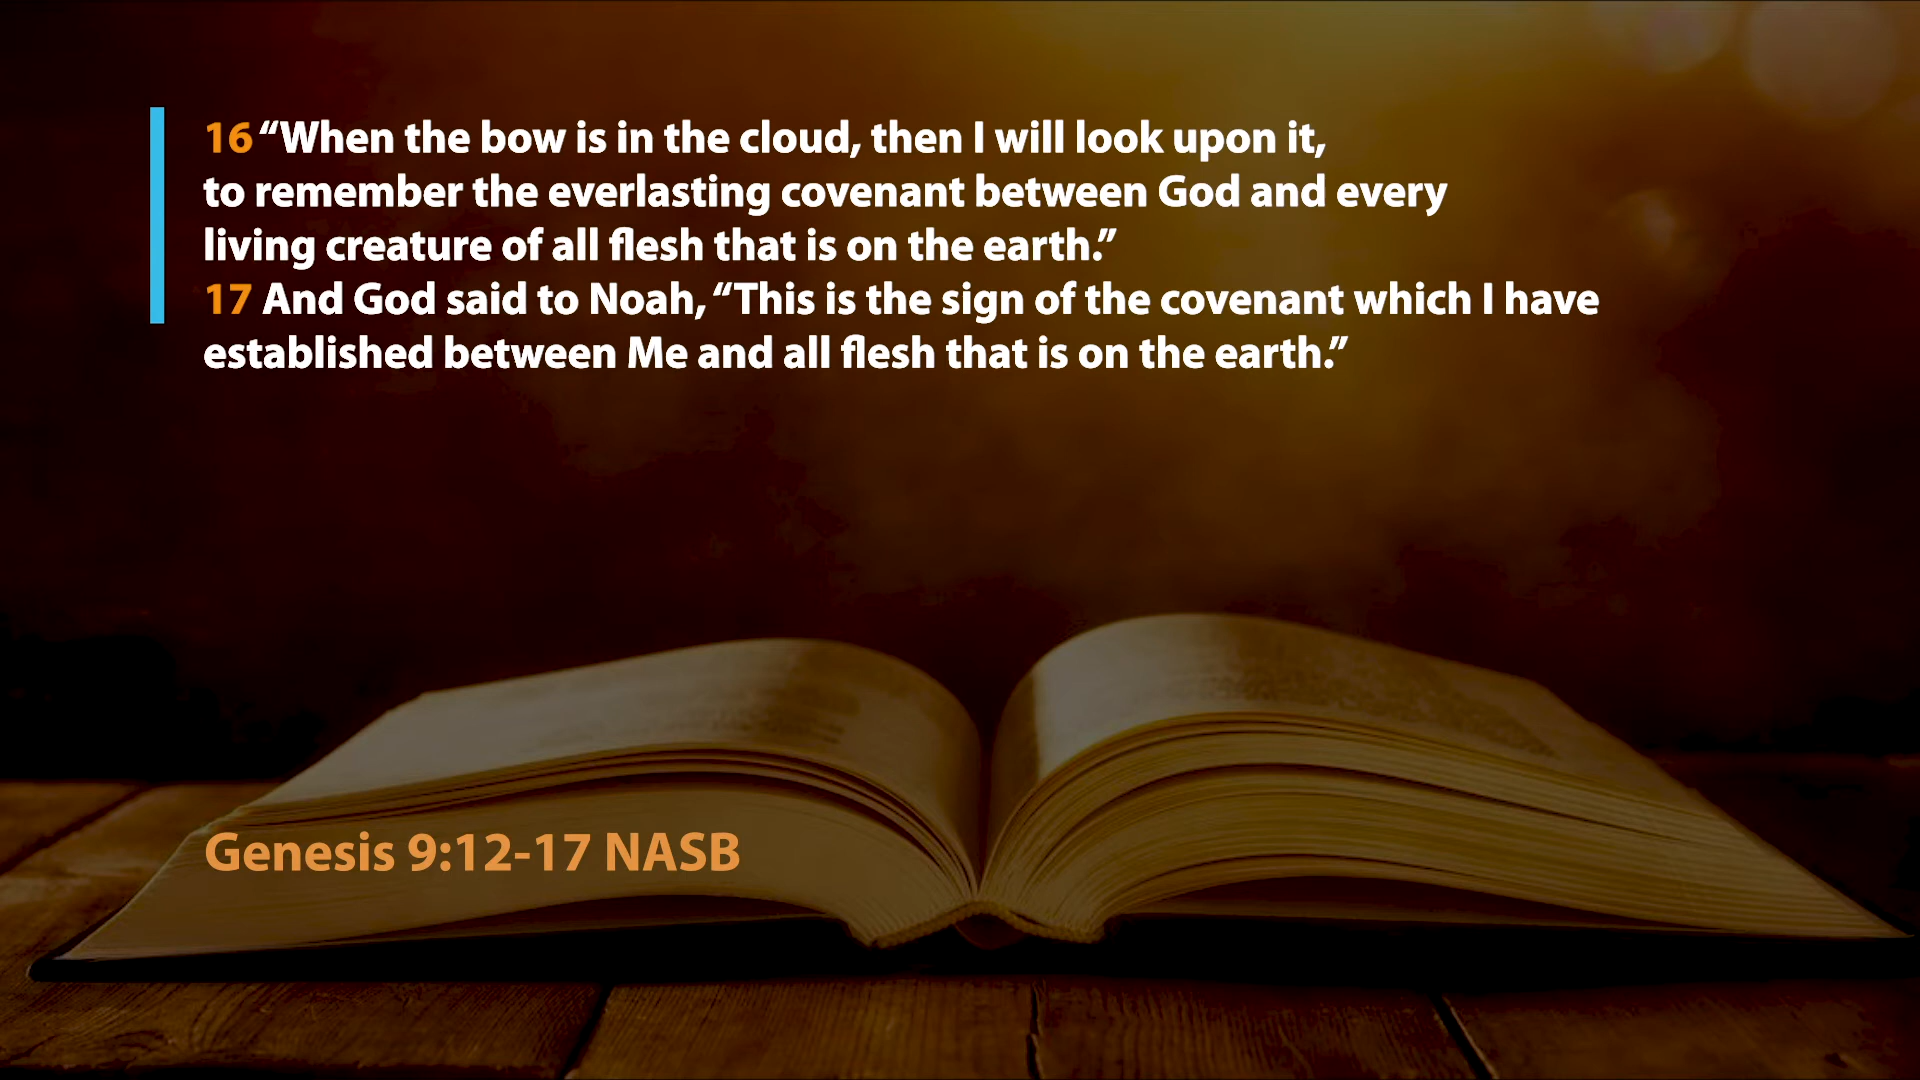 16 “When the bow is in the cloud, then I will look upon it,
to remember the everlasting covenant between God and every
living creature of all flesh that is on the earth.”
17 And God said to Noah, “This is the sign of the covenant which I have
established between Me and all flesh that is on the earth.”
Genesis 9:12-17 NASB